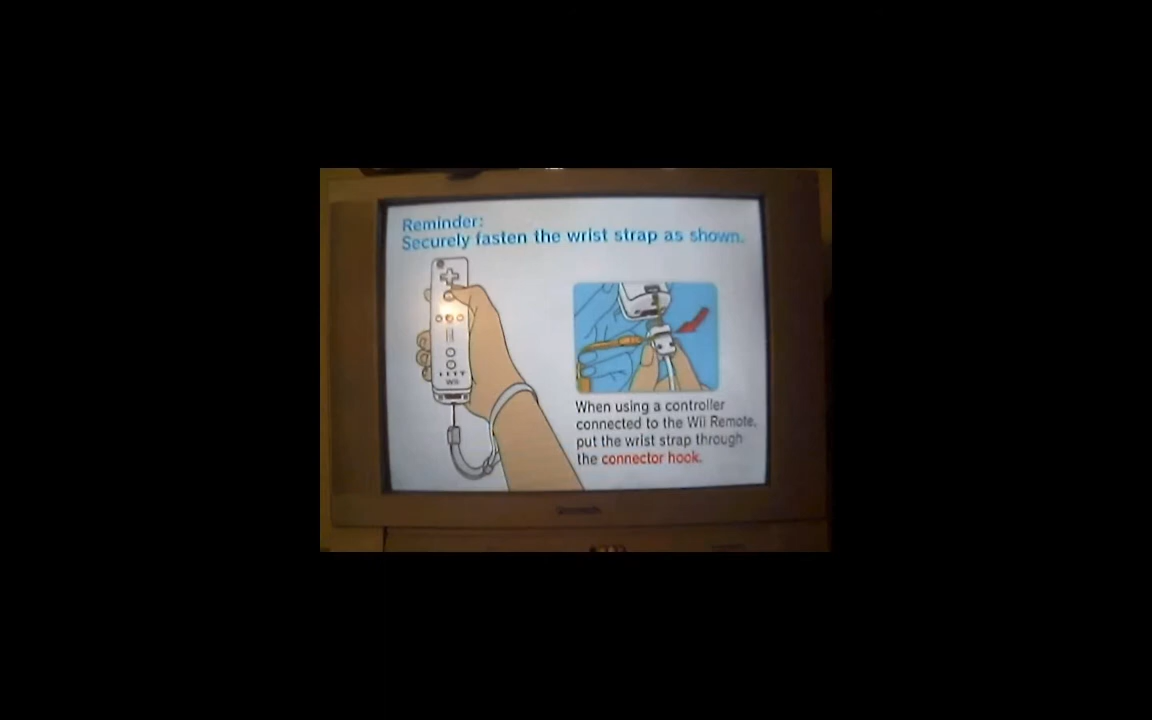 Reminder:
Securely fasten the wrist strap as shown.
Wii
When using a controller
connected to the Wii Remote,
put the wrist strap through
the connector hook.